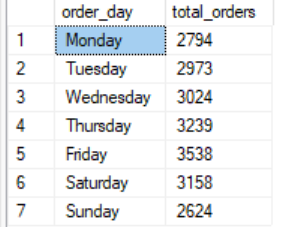 order_day total_orders
1 Monday 2794
2 Tuesday 2973
3 Wednesday 3024
4 Thursday 3239
5 Friday 3538
6 Saturday 3158
7 Sunday 2624